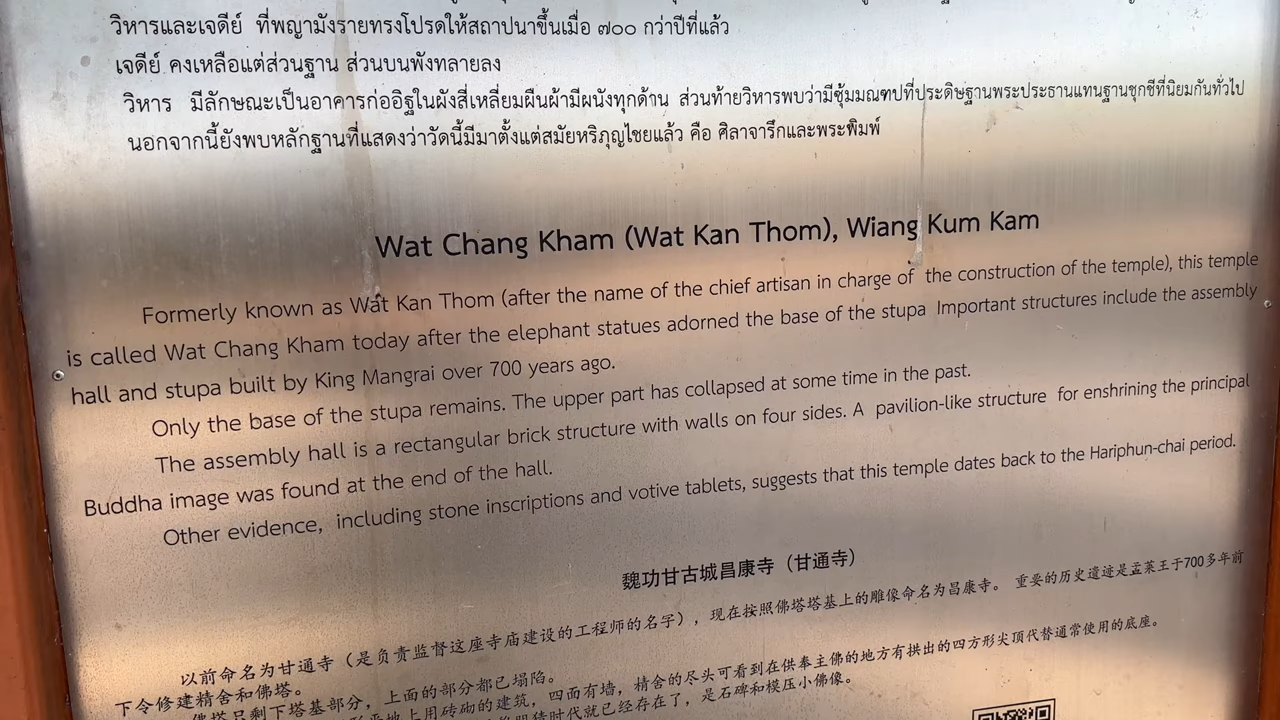 วิหารและเจดีย์ ที่พญามังรายทรงโปรดให้สถาปนาขึ้นเมื่อ ๗๐๐ กว่าปีที่แล้ว
เจดีย์ คงเหลือแต่ส่วนฐาน ส่วนบนพังทลายลง
วิหาร มีลักษณะเป็นอาคารก่ออิฐในผังสี่เหลี่ยมผืนผ้ามีผนังทุกด้าน ส่วนท้ายวิหารพบว่ามีซุ้มมณฑปที่ประดิษฐานพระประธานแทนฐานชุกชีที่นิยมกันทั่วไป
นอกจากนี้ยังพบหลักฐานที่แสดงว่าวัดนี้มีมาตั้งแต่สมัยหริภุญไชยแล้ว คือ ศิลาจารึกและพระพิมพ์
Wat Chang Kham (Wat Kan Thom), Wiang Kum Kam
Formerly known as Wat Kan Thom (after the name of the chief artisan in charge of the construction of the temple), this temple
is called Wat Chang Kham today after the elephant statues adorned the base of the stupa Important structures include the assembly
hall and stupa built by King Mangrai over 700 years ago.
Only the base of the stupa remains. The upper part has collapsed at some time in the past.
The assembly hall is a rectangular brick structure with walls on four sides. A pavilion-like structure for enshrining the principal
Buddha image was found at the end of the hall.
Other evidence, including stone inscriptions and votive tablets, suggests that this temple dates back to the Hariphun-chai period.
魏功甘古城昌康寺（甘通寺）
以前命名为甘通寺（是负责监督这座寺庙建设的工程师的名字），现在按照佛塔塔基上的雕像命名为昌康寺。 重要的历史遗迹是孟莱王于700多年前
下令修建精舍和佛塔。
佛塔只剩下塔基部分，上面的部分都已塌陷。
地上用砖砌的建筑，四面有墙，精舍的尽头可看到在供奉主佛的地方有拱出的四方形尖顶代替通常使用的底座。
时代就已经存在了，是石碑和模压小佛像。